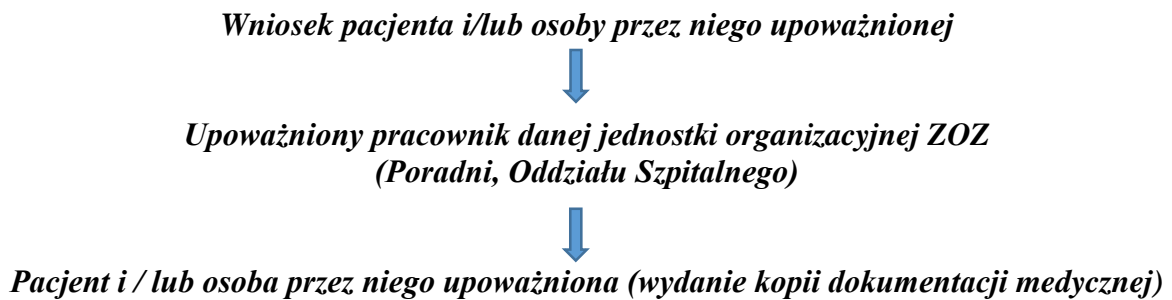 Wniosek pacjenta i/lub osoby przez niego upoważnionej
Upoważniony pracownik danej jednostki organizacyjnej ZOZ
(Poradni, Oddziału Szpitalnego)
Pacjent i / lub osoba przez niego upoważniona (wydanie kopii dokumentacji medycznej)